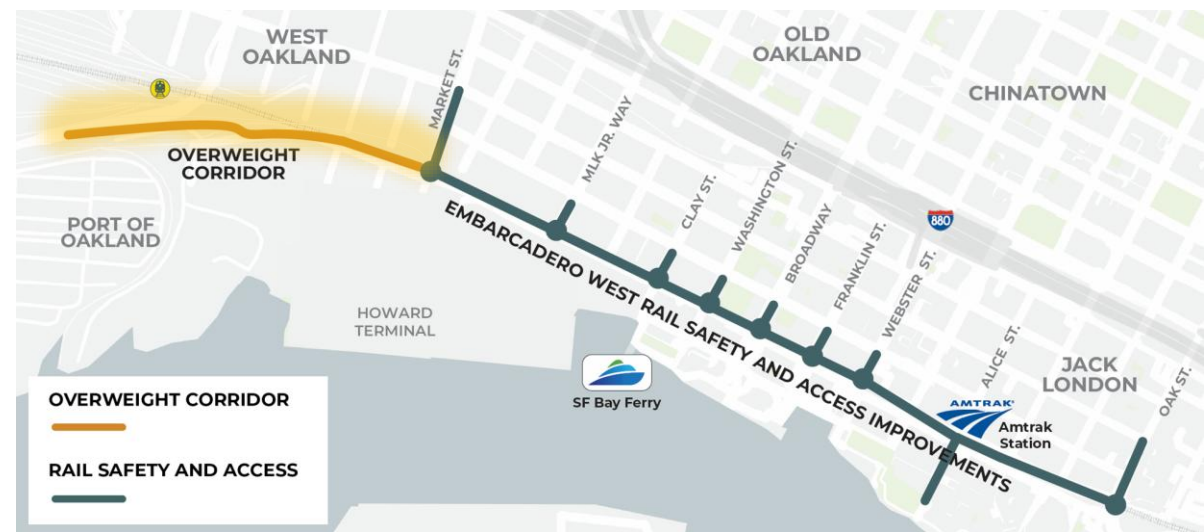 WEST
OAKLAND
OLD
OAKLAND
CHINATOWN
MARKET ST.
MLK JR. WAY
CLAY ST.
WASHINGTON ST.
BROADWAY
FRANKLIN ST.
WEBSTER ST.
880
ALICE ST.
OAK ST.
OVERWEIGHT
CORRIDOR
PORT OF
OAKLAND
EMBARCADERO WEST RAIL SAFETY AND ACCESS IMPROVEMENTS
HOWARD
TERMINAL
SF Bay Ferry
JACK
LONDON
AMTRAK
Amtrak
Station
OVERWEIGHT CORRIDOR
RAIL SAFETY AND ACCESS